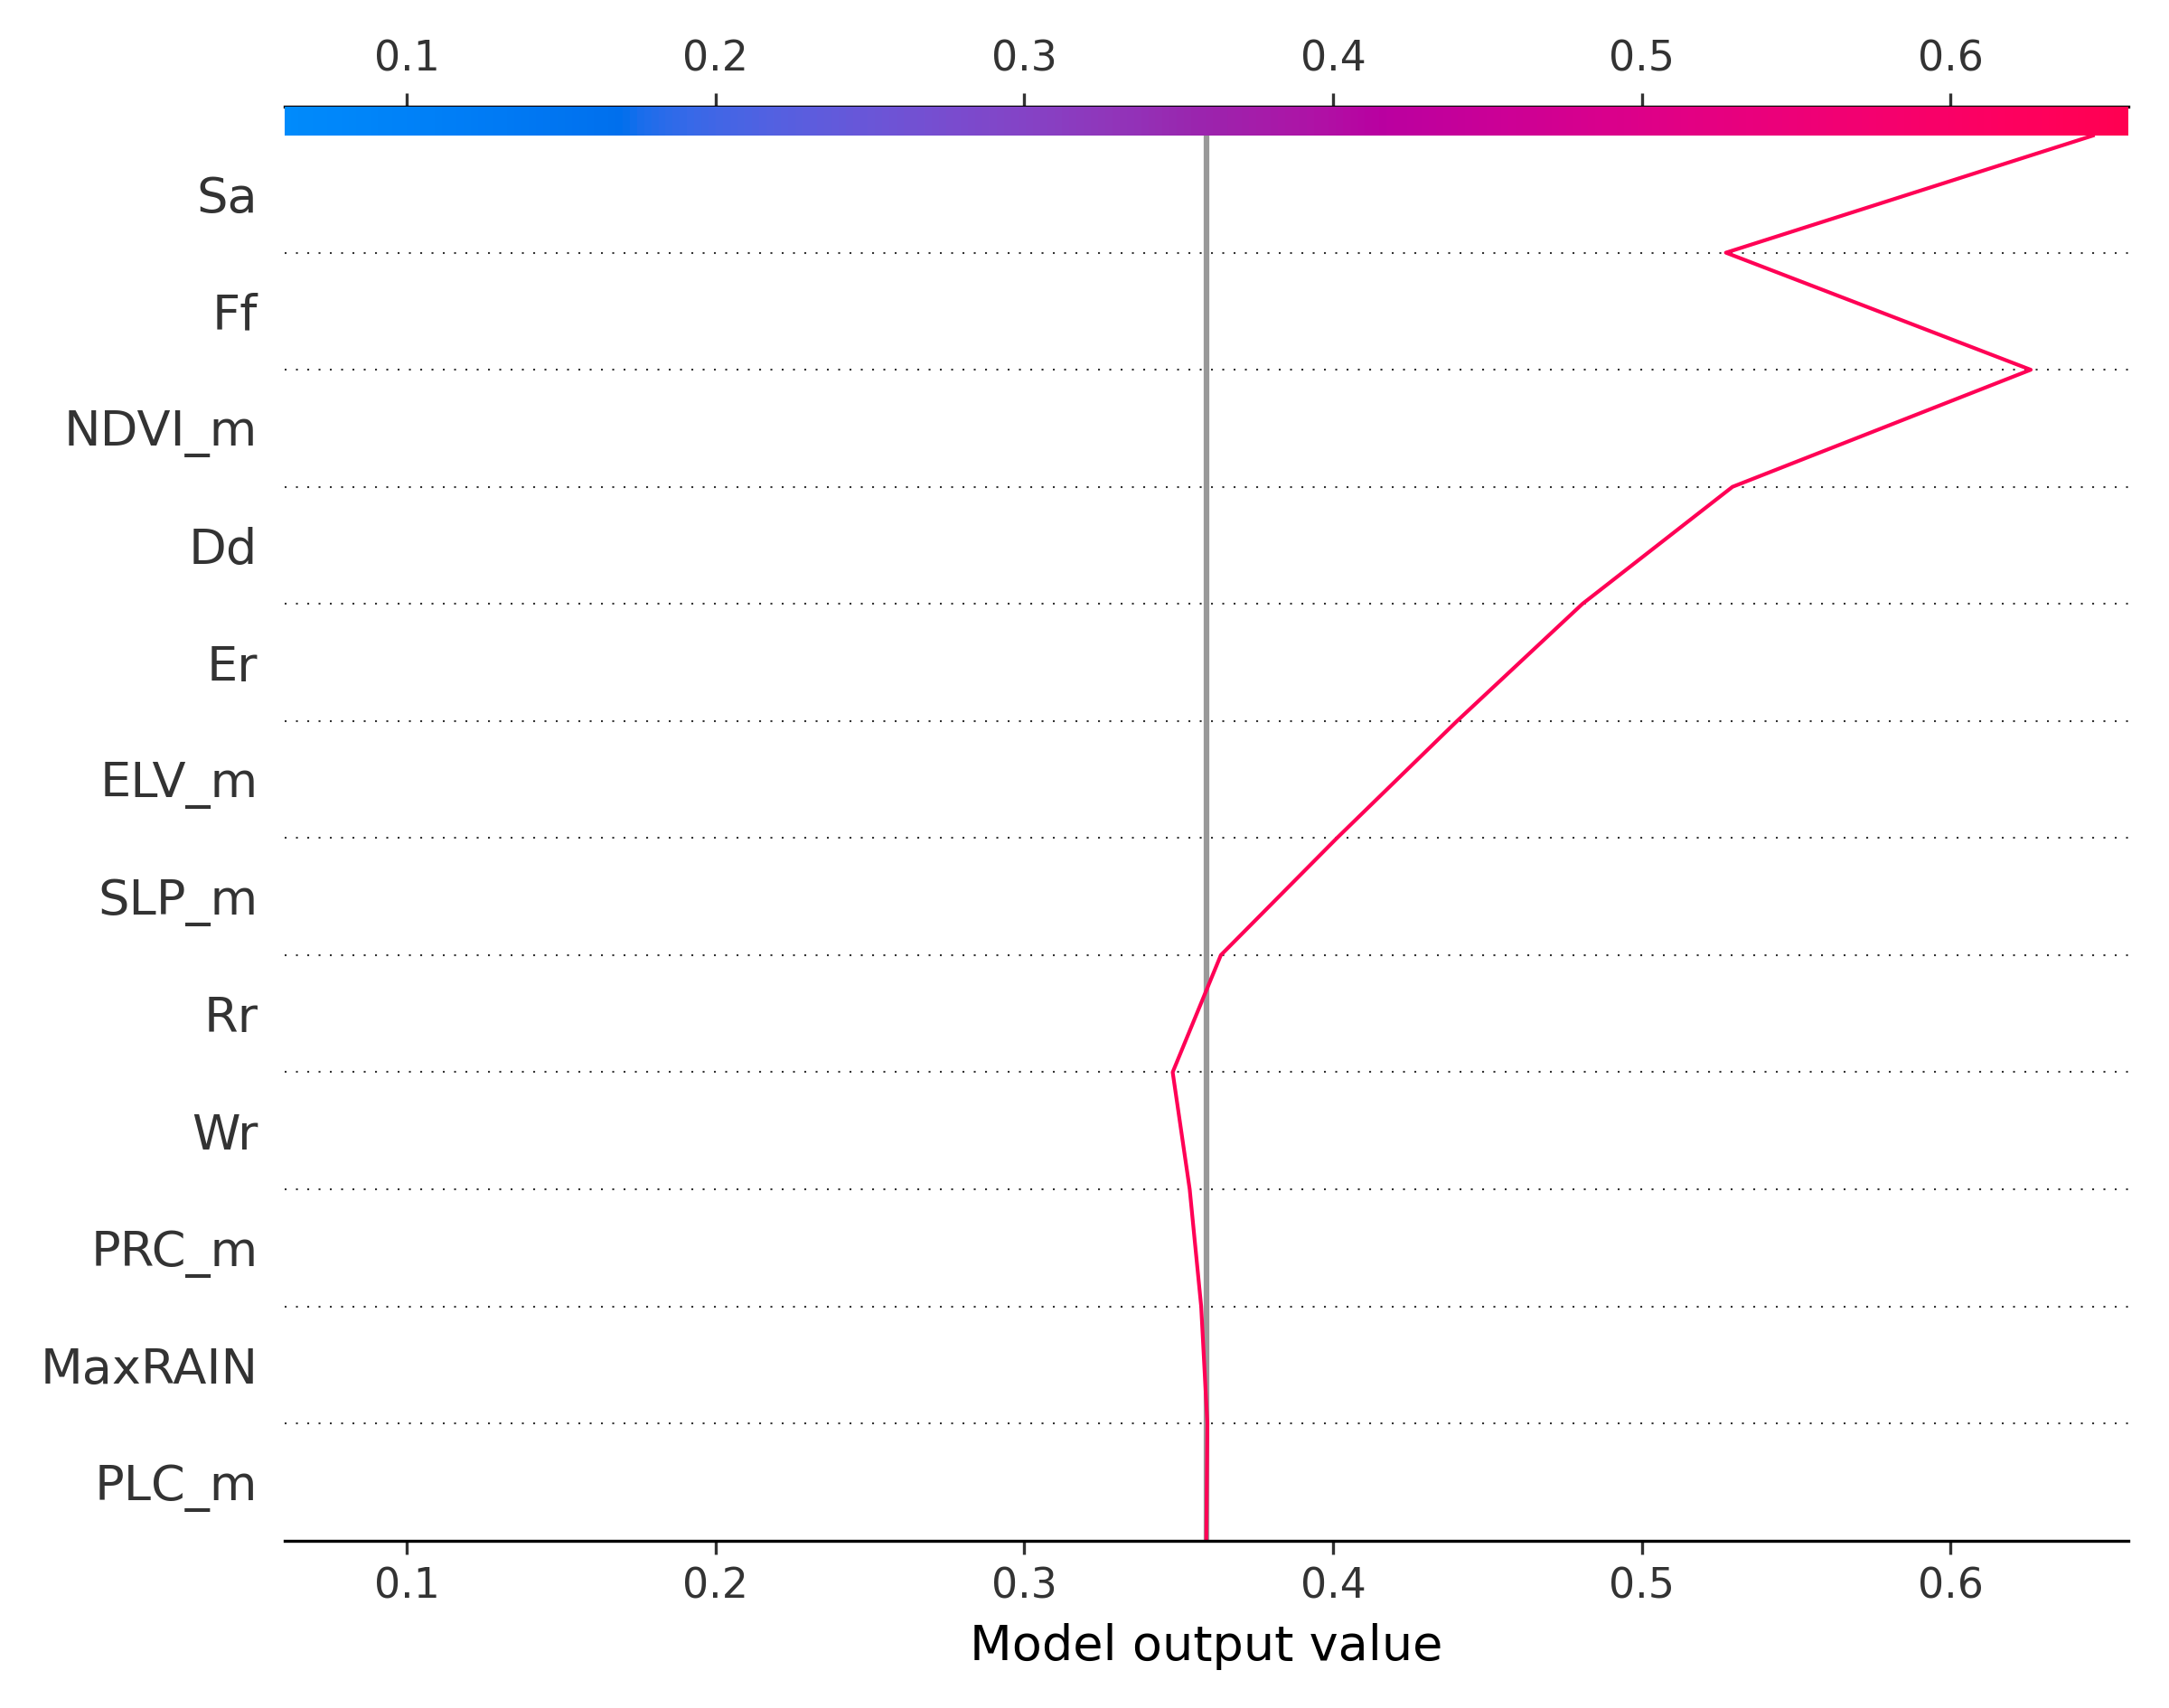 0.1 0.2 0.3 0.4 0.5 0.6
Sa
Ff
NDVI_m
Dd
Er
ELV_m
SLP_m
Rr
Wr
PRC_m
MaxRAIN
PLC_m
0.1 0.2 0.3 0.4 0.5 0.6
Model output value